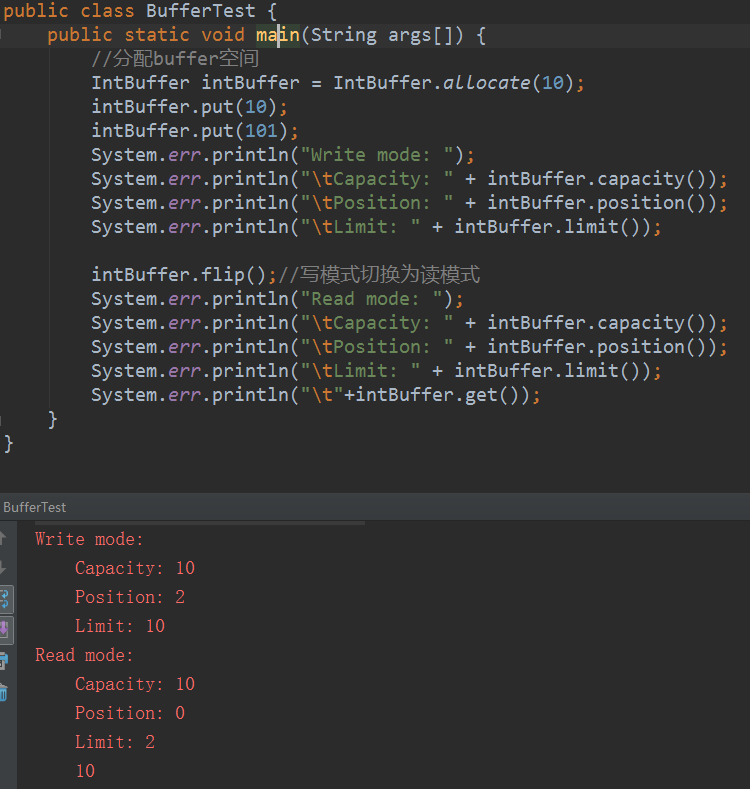 public class BufferTest {
    public static void main(String args[]) {
        //分配buffer空间
        IntBuffer intBuffer = IntBuffer.allocate(10);
        intBuffer.put(10);
        intBuffer.put(101);
        System.err.println("Write mode: ");
        System.err.println("\tCapacity: " + intBuffer.capacity());
        System.err.println("\tPosition: " + intBuffer.position());
        System.err.println("\tLimit: " + intBuffer.limit());
        intBuffer.flip();//写模式切换为读模式
        System.err.println("Read mode: ");
        System.err.println("\tCapacity: " + intBuffer.capacity());
        System.err.println("\tPosition: " + intBuffer.position());
        System.err.println("\tLimit: " + intBuffer.limit());
        System.err.println("\t"+intBuffer.get());
    }
}
BufferTest
Write mode:
    Capacity: 10
    Position: 2
    Limit: 10
Read mode:
    Capacity: 10
    Position: 0
    Limit: 2
    10